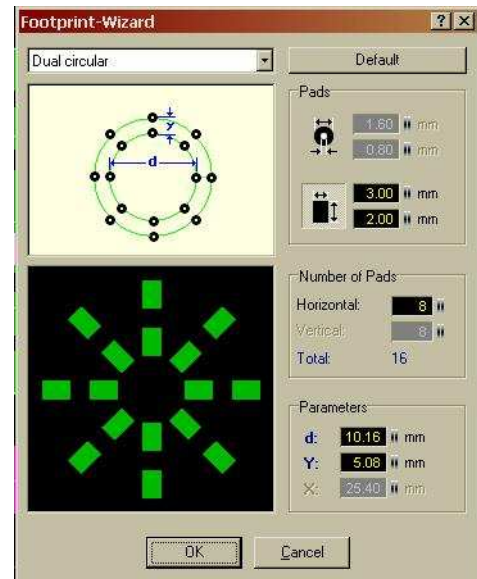 Footprint-Wizard
Dual circular
Default
Y
d
Pads
1.60 mm
0.80 mm
3.00 mm
2.00 mm
Number of Pads
Horizontal: 8
Vertical: 8
Total: 16
Parameters
d: 10.16 mm
Y: 5.08 mm
X: 25.40 mm
OK Cancel